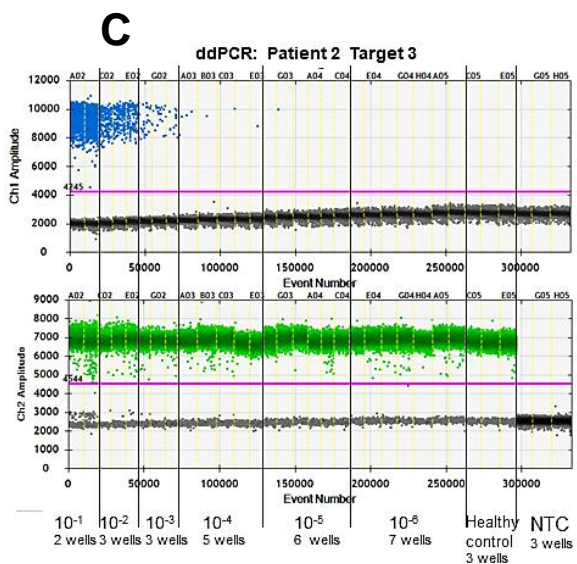 C
ddPCR: Patient 2 Target 3
A02 C02 E02 G02 A03 B03 C03 E03 G03 A04 C04 E04 G04 H04 A05 C05 E05 G05 H05
Ch1 Amplitude
12000
10000
8000
6000
4245
4000
2000
0
0 50000 100000 150000 200000 250000 300000
Event Number
A02 C02 E02 G02 A03 B03 C03 E03 G03 A04 C04 E04 G04 H04 A05 C05 E05 G05 H05
Ch2 Amplitude
9000
8000
7000
6000
5000
4544
4000
3000
2000
1000
0
0 50000 100000 150000 200000 250000 300000
Event Number
10⁻¹ 10⁻² 10⁻³ 10⁻⁴ 10⁻⁵ 10⁻⁶ Healthy control NTC
2 wells 3 wells 3 wells 5 wells 6 wells 7 wells 3 wells 3 wells